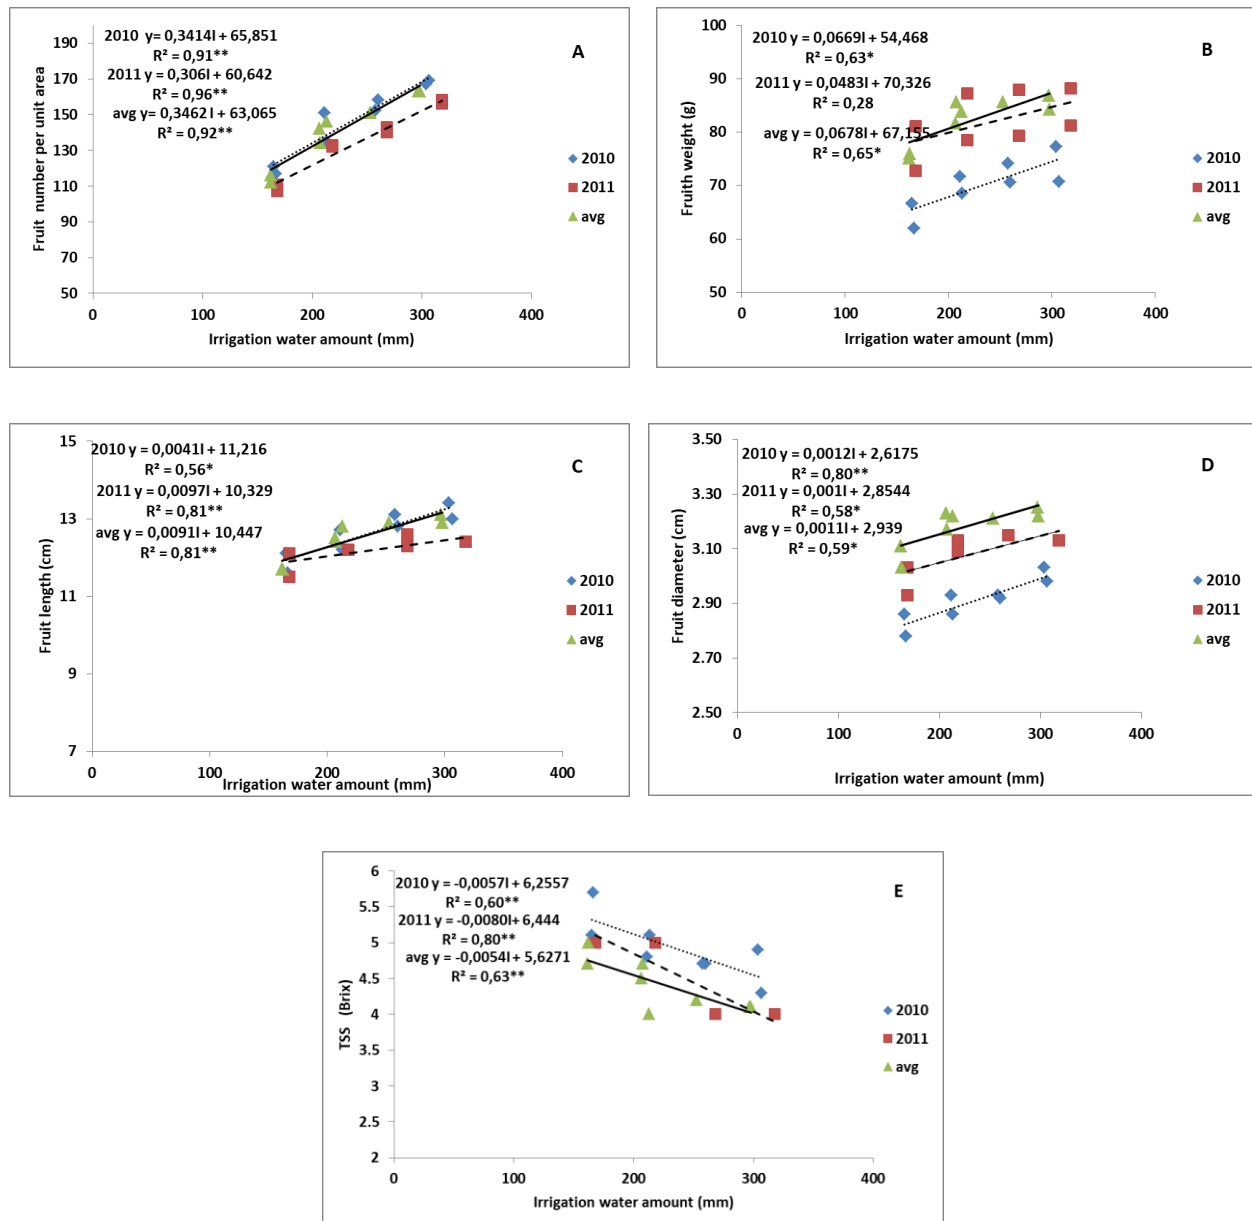 2010 y= 0,3414I + 65,851
R² = 0,91**
2011 y = 0,306I + 60,642
R² = 0,96**
avg y= 0,3462 I + 63,065
R² = 0,92**
A
190
170
150
130
110
90
70
50
0
100
200
300
400
Fruit number per unit area
Irrigation water amount (mm)
2010
2011
avg
2010 y = 0,0669I + 54,468
R² = 0,63*
2011 y = 0,0483I + 70,326
R² = 0,28
avg y = 0,0678I + 67,155
R² = 0,65*
B
100
90
80
70
60
50
0
100
200
300
400
Fruith weight (g)
Irrigation water amount (mm)
2010
2011
avg
2010 y = 0,0041I + 11,216
R² = 0,56*
2011 y = 0,0097I + 10,329
R² = 0,81**
avg y = 0,0091I + 10,447
R² = 0,81**
C
15
13
11
9
7
0
100
200
300
400
Fruit length (cm)
Irrigation water amount (mm)
2010
2011
avg
2010 y = 0,0012I + 2,6175
R² = 0,80**
2011 y = 0,001I + 2,8544
R² = 0,58*
avg y = 0,0011I + 2,939
R² = 0,59*
D
3.50
3.30
3.10
2.90
2.70
2.50
0
100
200
300
400
Fruit diameter (cm)
Irrigation water amount (mm)
2010
2011
avg
2010 y = -0,0057I + 6,2557
R² = 0,60**
2011 y = -0,0080I+ 6,444
R² = 0,80**
avg y = -0,0054I + 5,6271
R² = 0,63**
E
6
5.5
5
4.5
4
3.5
3
2.5
2
0
100
200
300
400
TSS (Brix)
Irrigation water amount (mm)
2010
2011
avg